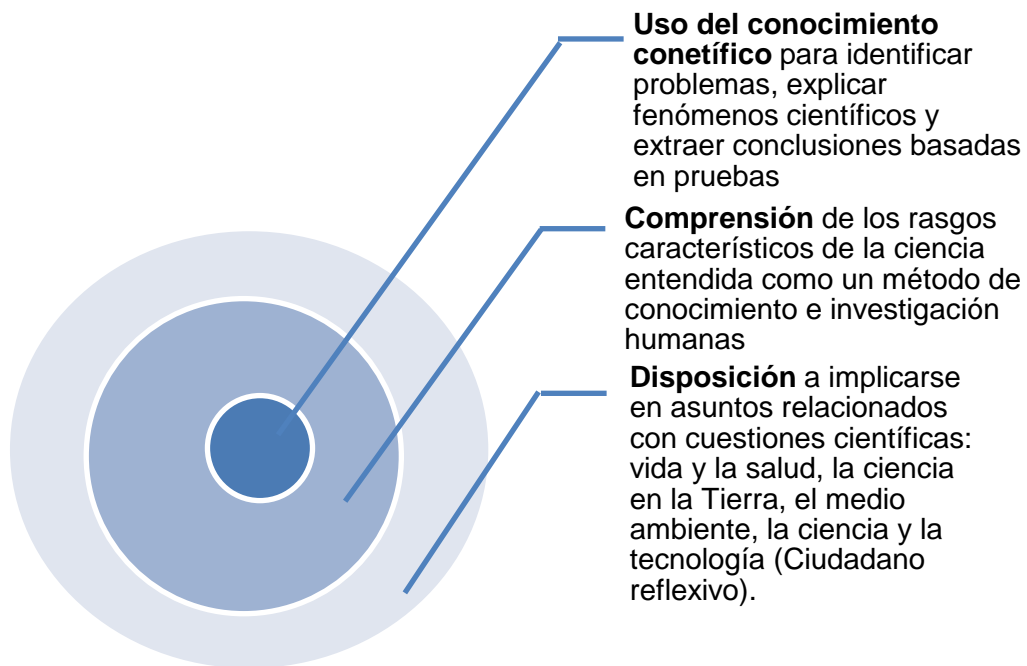 Uso del conocimiento
conetífico para identificar
problemas, explicar
fenómenos científicos y
extraer conclusiones basadas
en pruebas
Comprensión de los rasgos
característicos de la ciencia
entendida como un método de
conocimiento e investigación
humanas
Disposición a implicarse
en asuntos relacionados
con cuestiones científicas:
vida y la salud, la ciencia
en la Tierra, el medio
ambiente, la ciencia y la
tecnología (Ciudadano
reflexivo).